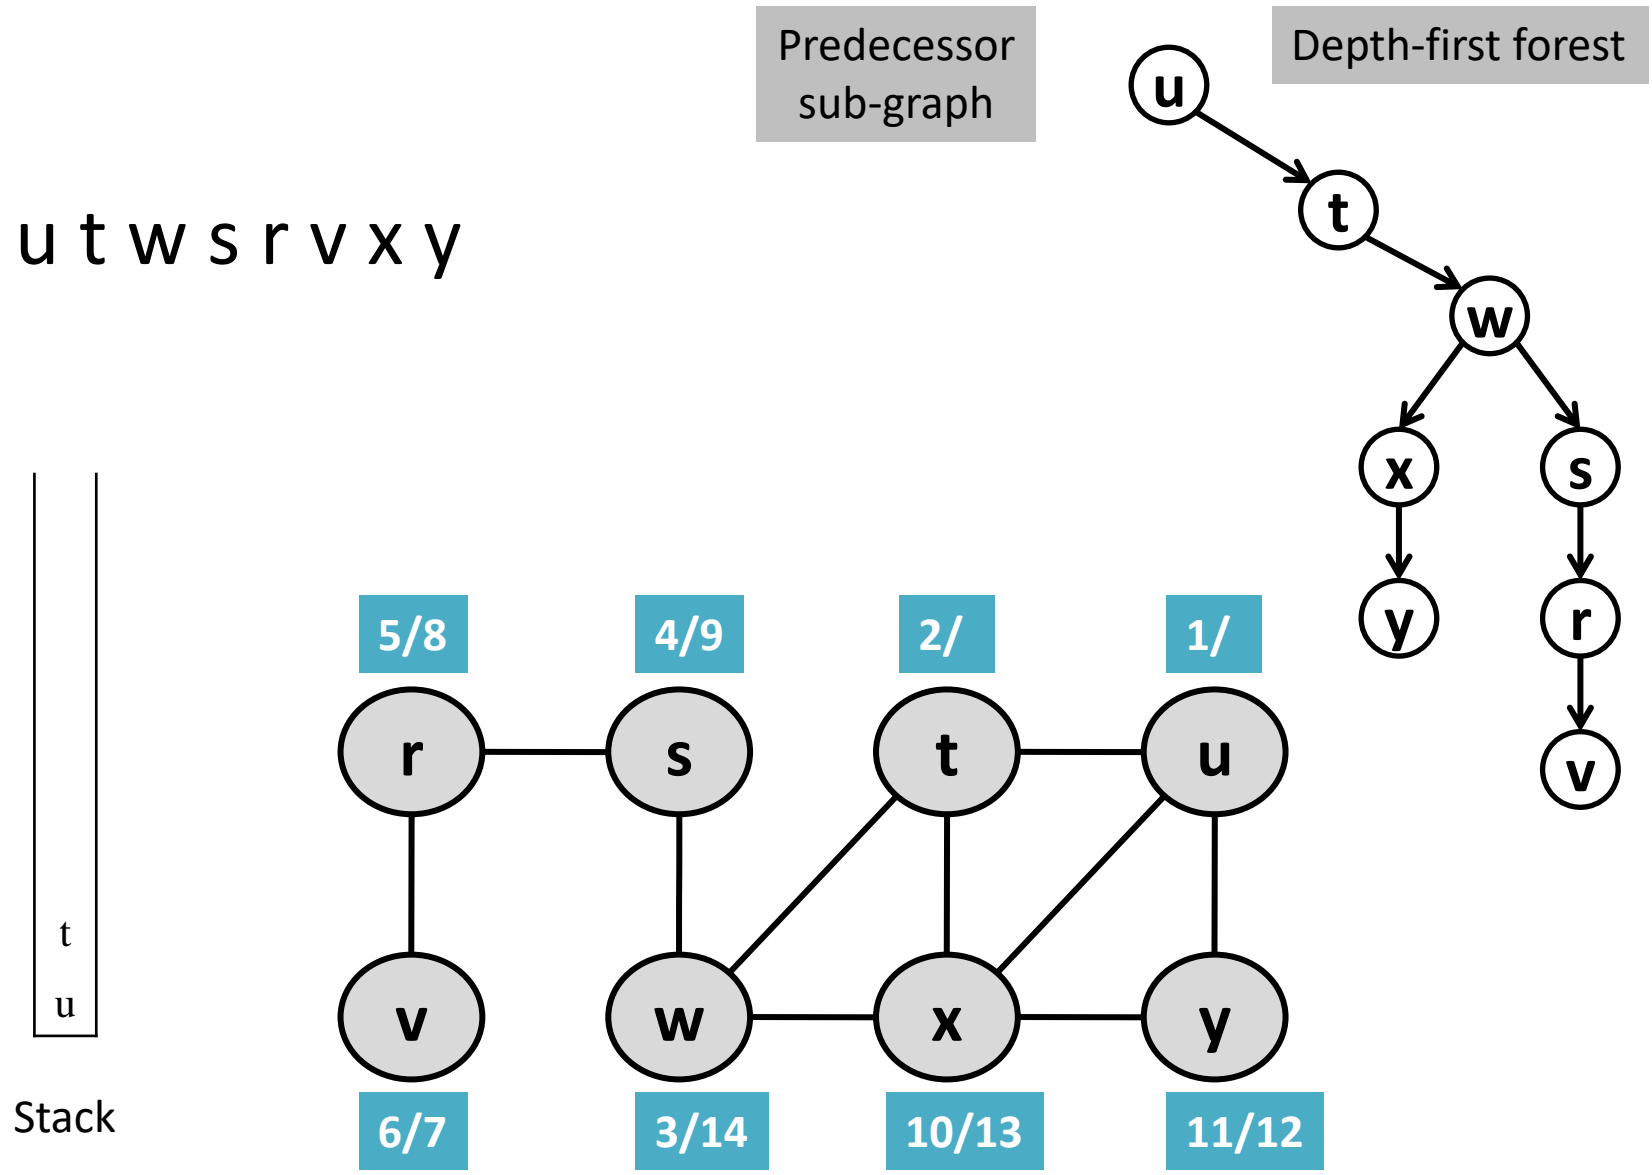 Predecessor
sub-graph
Depth-first forest
u
t
u t w s r v x y
w
x
s
y
r
v
5/8
4/9
2/
1/
r
s
t
u
t
u
v
w
x
y
Stack
6/7
3/14
10/13
11/12